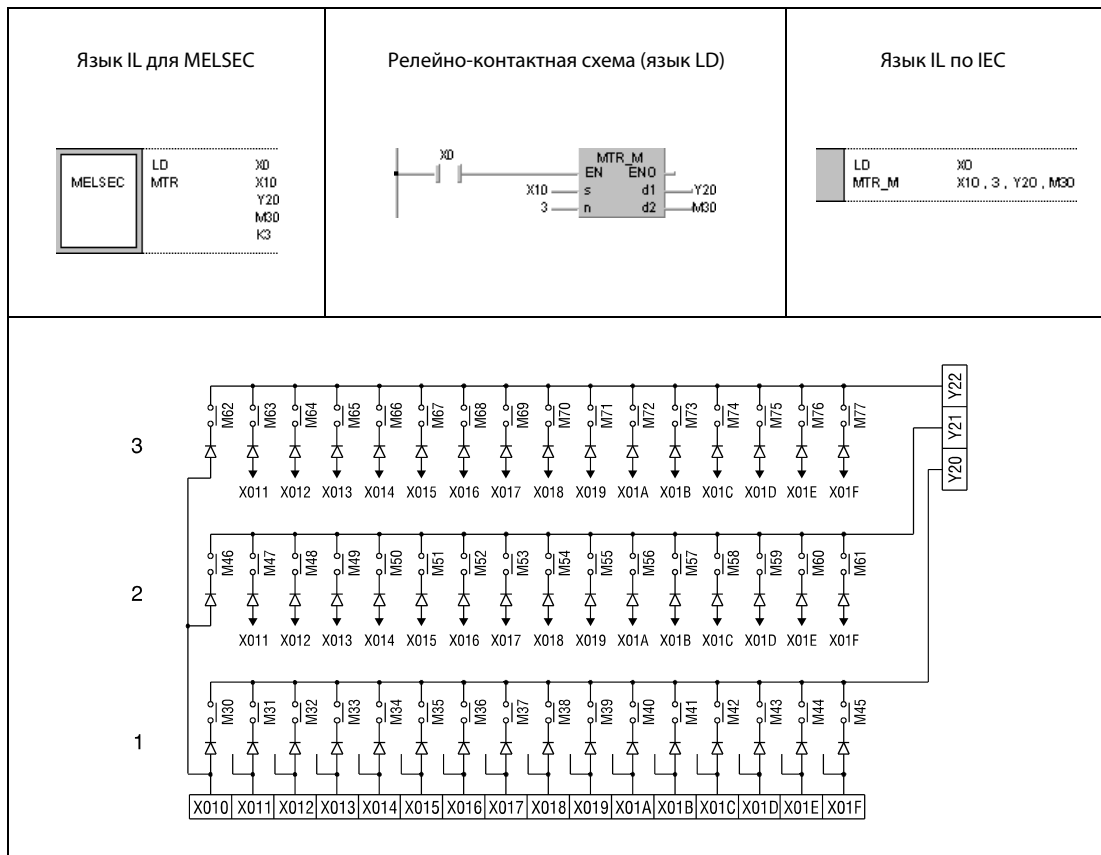 Язык IL для MELSEC
Релейно-контактная схема (язык LD)
Язык IL по IEC
MELSEC
LD X0
MTR X10
Y20
M30
K3
X0
MTR_M
EN ENO
X10 s d1 Y20
3 n d2 M30
LD X0
MTR_M X10 , 3 , Y20 , M30
Y22
Y21
Y20
3
M62 M63 M64 M65 M66 M67 M68 M69 M70 M71 M72 M73 M74 M75 M76 M77
X011 X012 X013 X014 X015 X016 X017 X018 X019 X01A X01B X01C X01D X01E X01F
2
M46 M47 M48 M49 M50 M51 M52 M53 M54 M55 M56 M57 M58 M59 M60 M61
X011 X012 X013 X014 X015 X016 X017 X018 X019 X01A X01B X01C X01D X01E X01F
1
M30 M31 M32 M33 M34 M35 M36 M37 M38 M39 M40 M41 M42 M43 M44 M45
X010 X011 X012 X013 X014 X015 X016 X017 X018 X019 X01A X01B X01C X01D X01E X01F